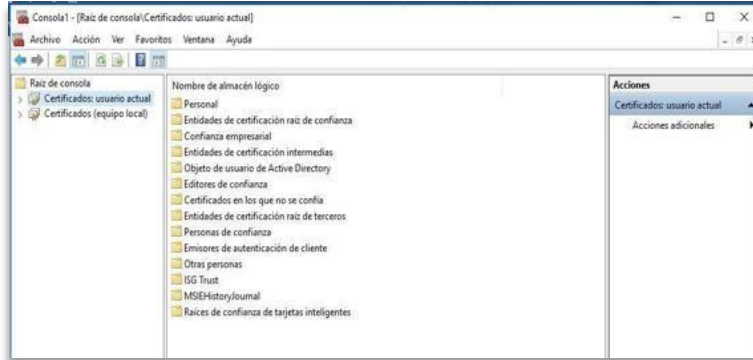 Consola1 - [Raíz de consola\Certificados: usuario actual]
Archivo Acción Ver Favoritos Ventana Ayuda
Raíz de consola
Certificados: usuario actual
Certificados (equipo local)
Nombre de almacén lógico
Personal
Entidades de certificación raíz de confianza
Confianza empresarial
Entidades de certificación intermedias
Objeto de usuario de Active Directory
Editores de confianza
Certificados en los que no se confía
Entidades de certificación raíz de terceros
Personas de confianza
Emisores de autenticación de cliente
Otras personas
ISG Trust
MSIEHistoryJournal
Raíces de confianza de tarjetas inteligentes
Acciones
Certificados: usuario actual
Acciones adicionales